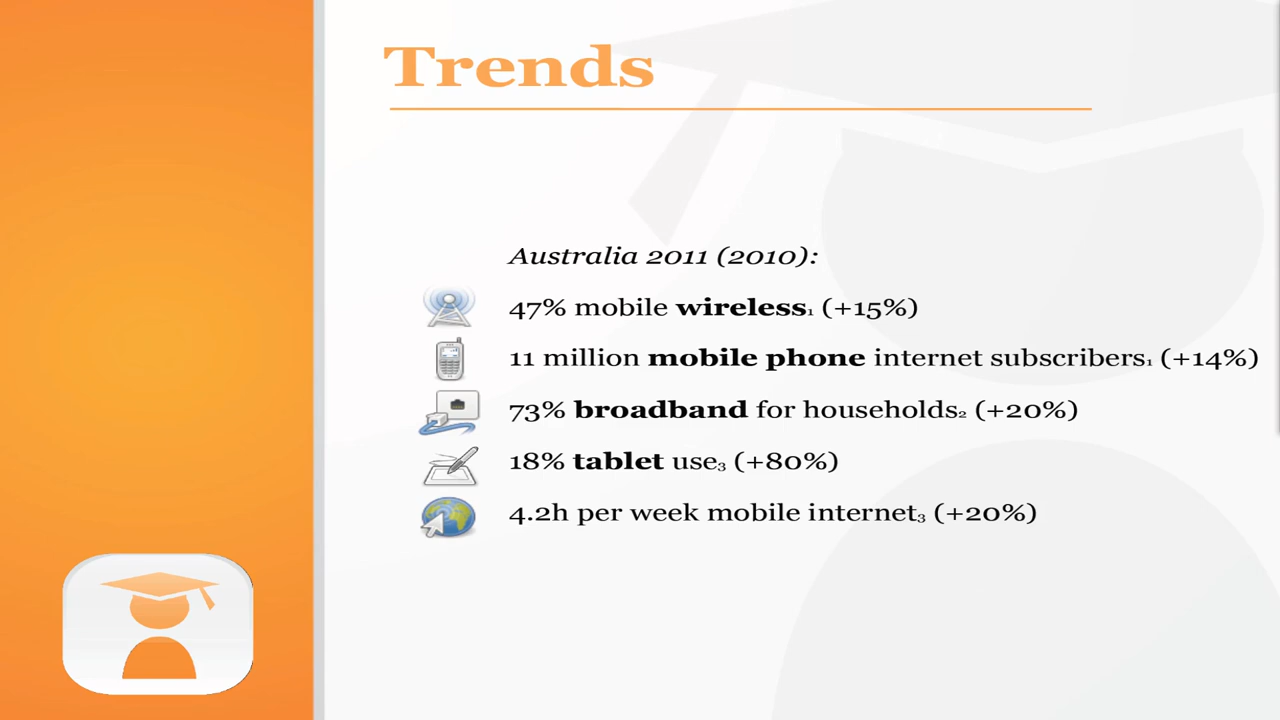 Trends
Australia 2011 (2010):
47% mobile wireless₁ (+15%)
11 million mobile phone internet subscribers₁ (+14%)
73% broadband for households₂ (+20%)
18% tablet use₃ (+80%)
4.2h per week mobile internet₃ (+20%)